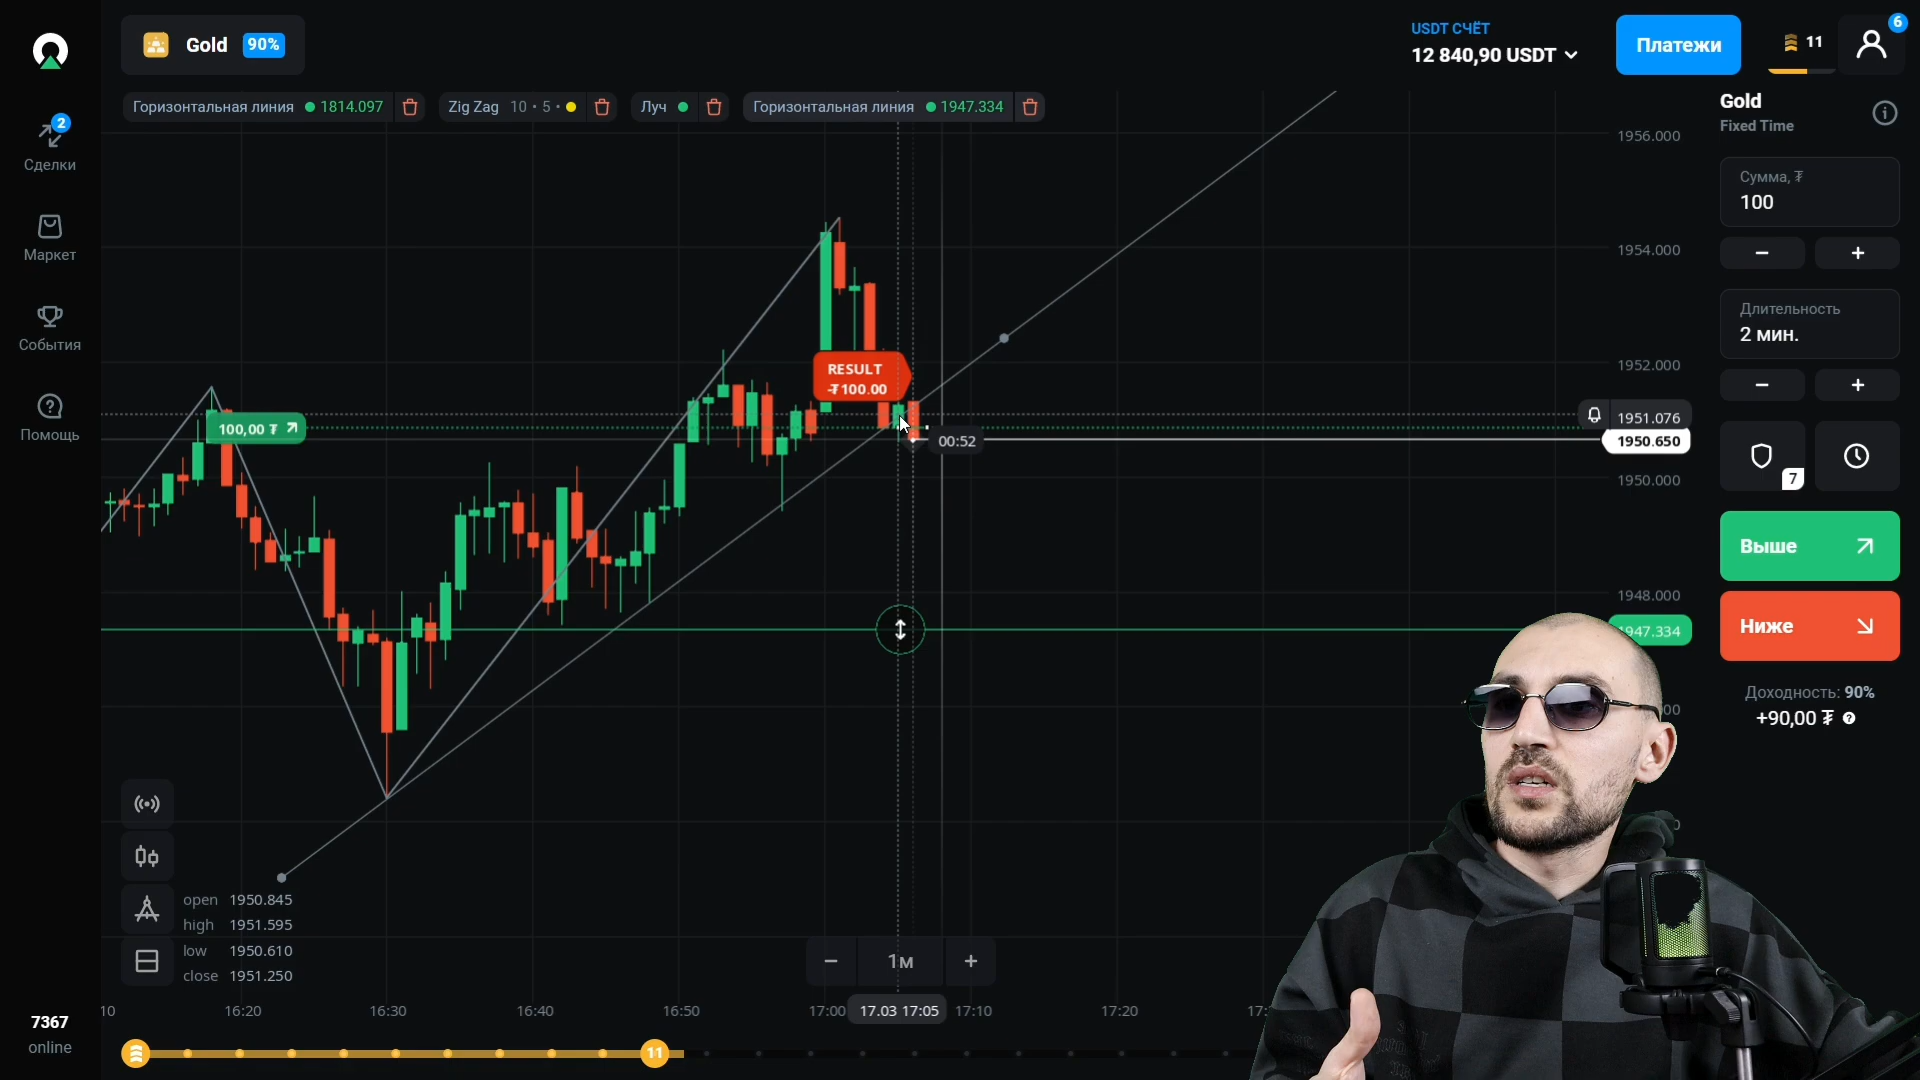 Gold 90%
USDT СЧЁТ
12 840,90 USDT
Платежи
11
6
Горизонтальная линия 1814.097
Zig Zag 10 • 5 •
Луч
Горизонтальная линия 1947.334
2
Сделки
Маркет
События
Помощь
7367
online
Gold
Fixed Time
Сумма, ₮
100
− +
Длительность
2 мин.
− +
7
Выше
Ниже
Доходность: 90%
+90,00 ₮
1956.000
1954.000
1952.000
1951.076
1950.650
1950.000
1948.000
1947.334
RESULT
-₮100.00
100,00 ₮
00:52
open 1950.845
high 1951.595
low 1950.610
close 1951.250
− 1м +
16:20
16:30
16:40
16:50
17:00
17.03 17:05
17:10
17:20
11